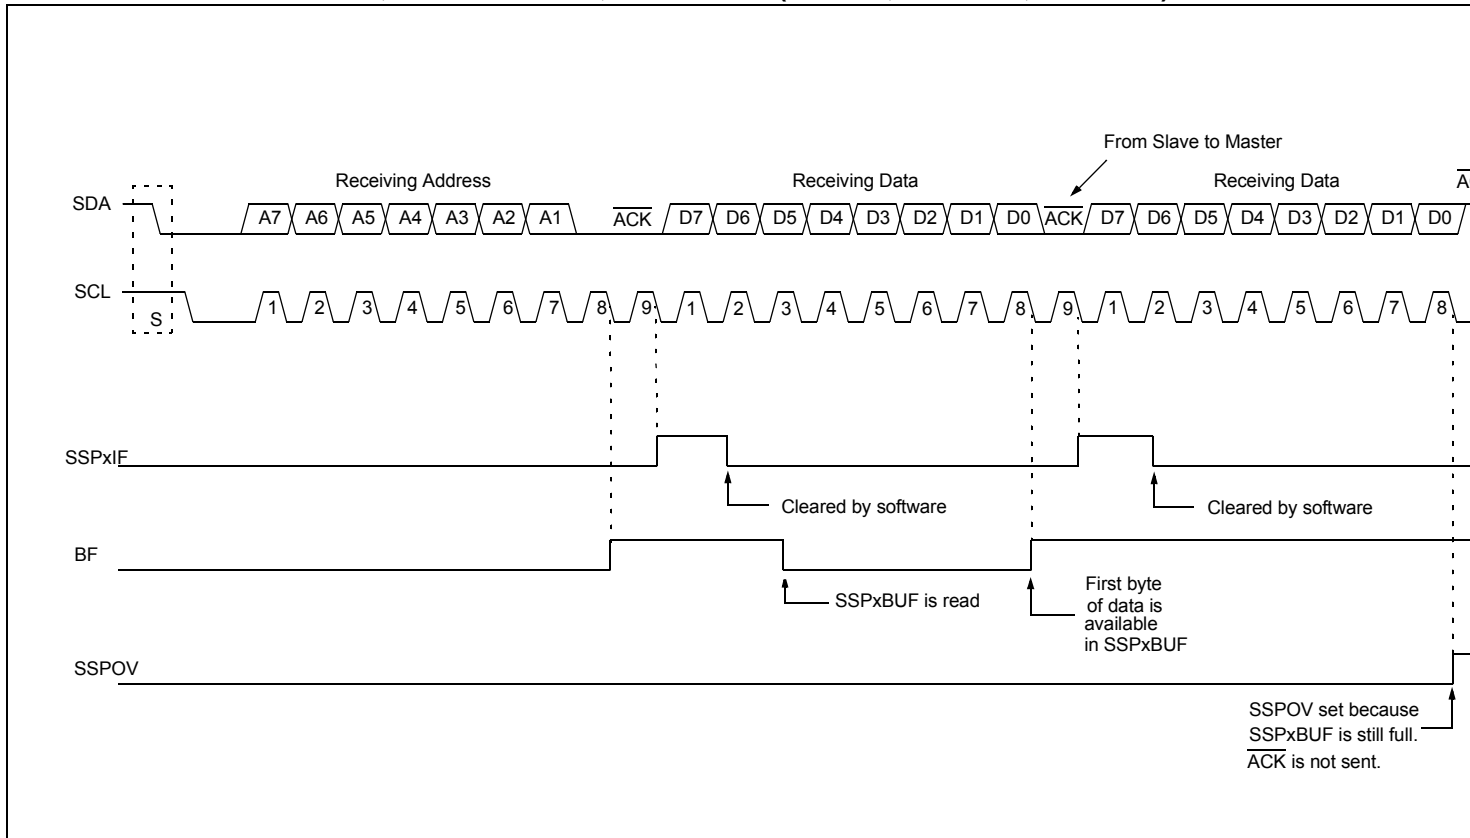 From Slave to Master
Receiving Address
Receiving Data
Receiving Data
SDA
A7 A6 A5 A4 A3 A2 A1 ACK D7 D6 D5 D4 D3 D2 D1 D0 ACK D7 D6 D5 D4 D3 D2 D1 D0
SCL
S
1 2 3 4 5 6 7 8 9 1 2 3 4 5 6 7 8 9 1 2 3 4 5 6 7 8
SSPxIF
Cleared by software
Cleared by software
BF
SSPxBUF is read
First byte
of data is
available
in SSPxBUF
SSPOV
SSPOV set because
SSPxBUF is still full.
ACK is not sent.